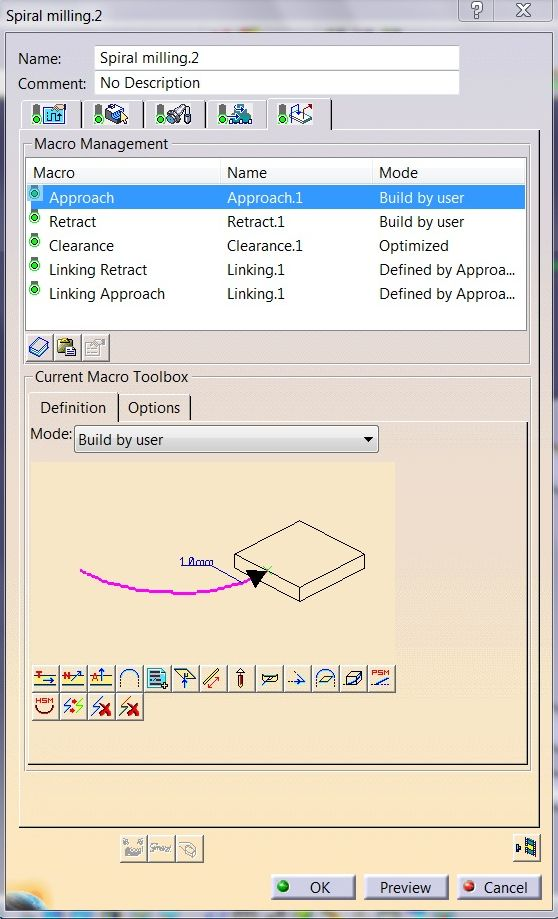 Spiral milling.2
Name: Spiral milling.2
Comment: No Description
Macro Management
Macro Name Mode
Approach Approach.1 Build by user
Retract Retract.1 Build by user
Clearance Clearance.1 Optimized
Linking Retract Linking.1 Defined by Approa...
Linking Approach Linking.1 Defined by Approa...
Current Macro Toolbox
Definition Options
Mode: Build by user
1.0mm
PSM
HSM
OK Preview Cancel